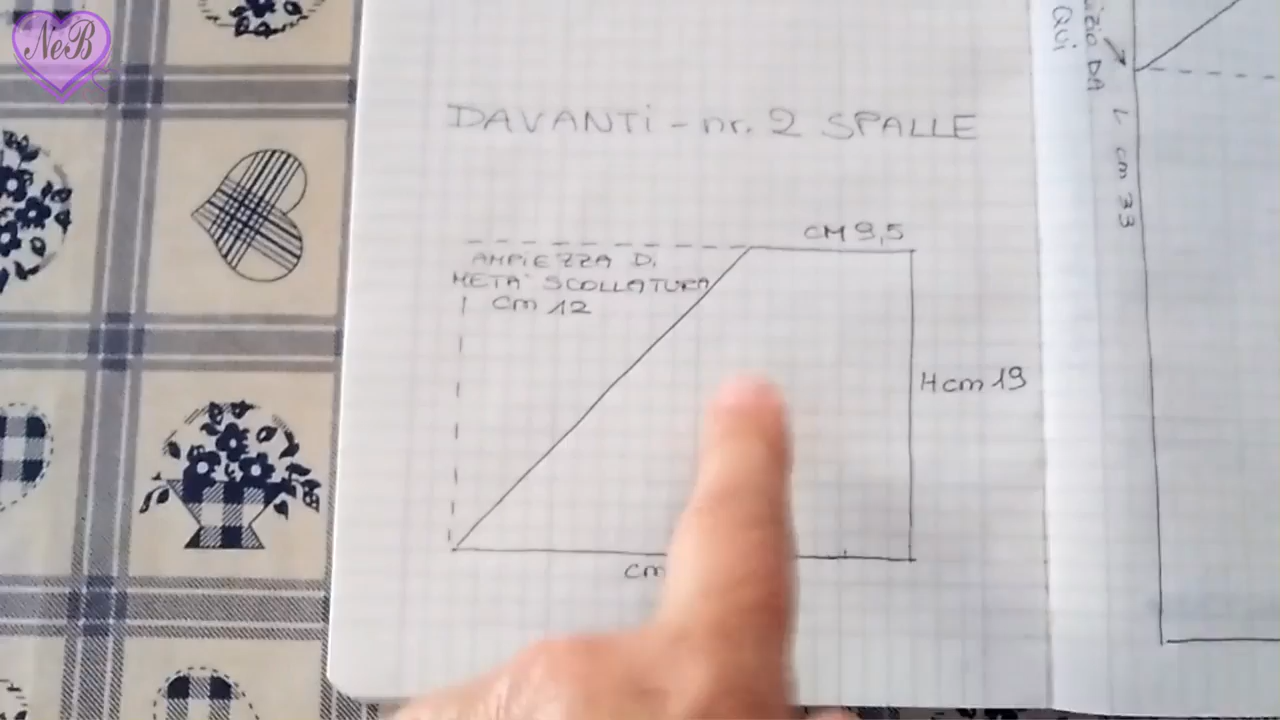 NeB
DAVANTi - nr. 2 SPALLE
CM 9,5
AMPiEZZA Di
META' SCOLLATURA
cm 12
H cm 19
cm
QUi
DA
L cm 33